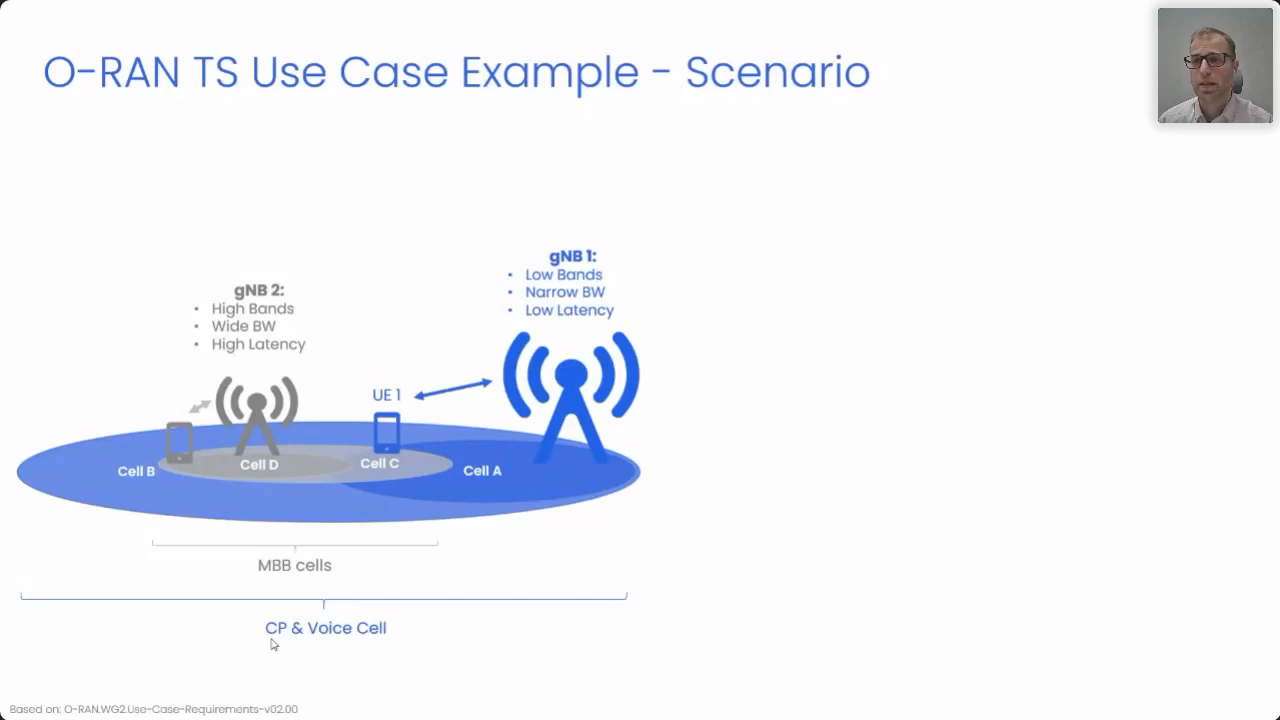 O-RAN TS Use Case Example - Scenario
gNB 1:
• Low Bands
• Narrow BW
• Low Latency
gNB 2:
• High Bands
• Wide BW
• High Latency
UE 1
Cell B
Cell D
Cell C
Cell A
MBB cells
CP & Voice Cell
Based on: O-RAN.WG2.Use-Case-Requirements-v02.00